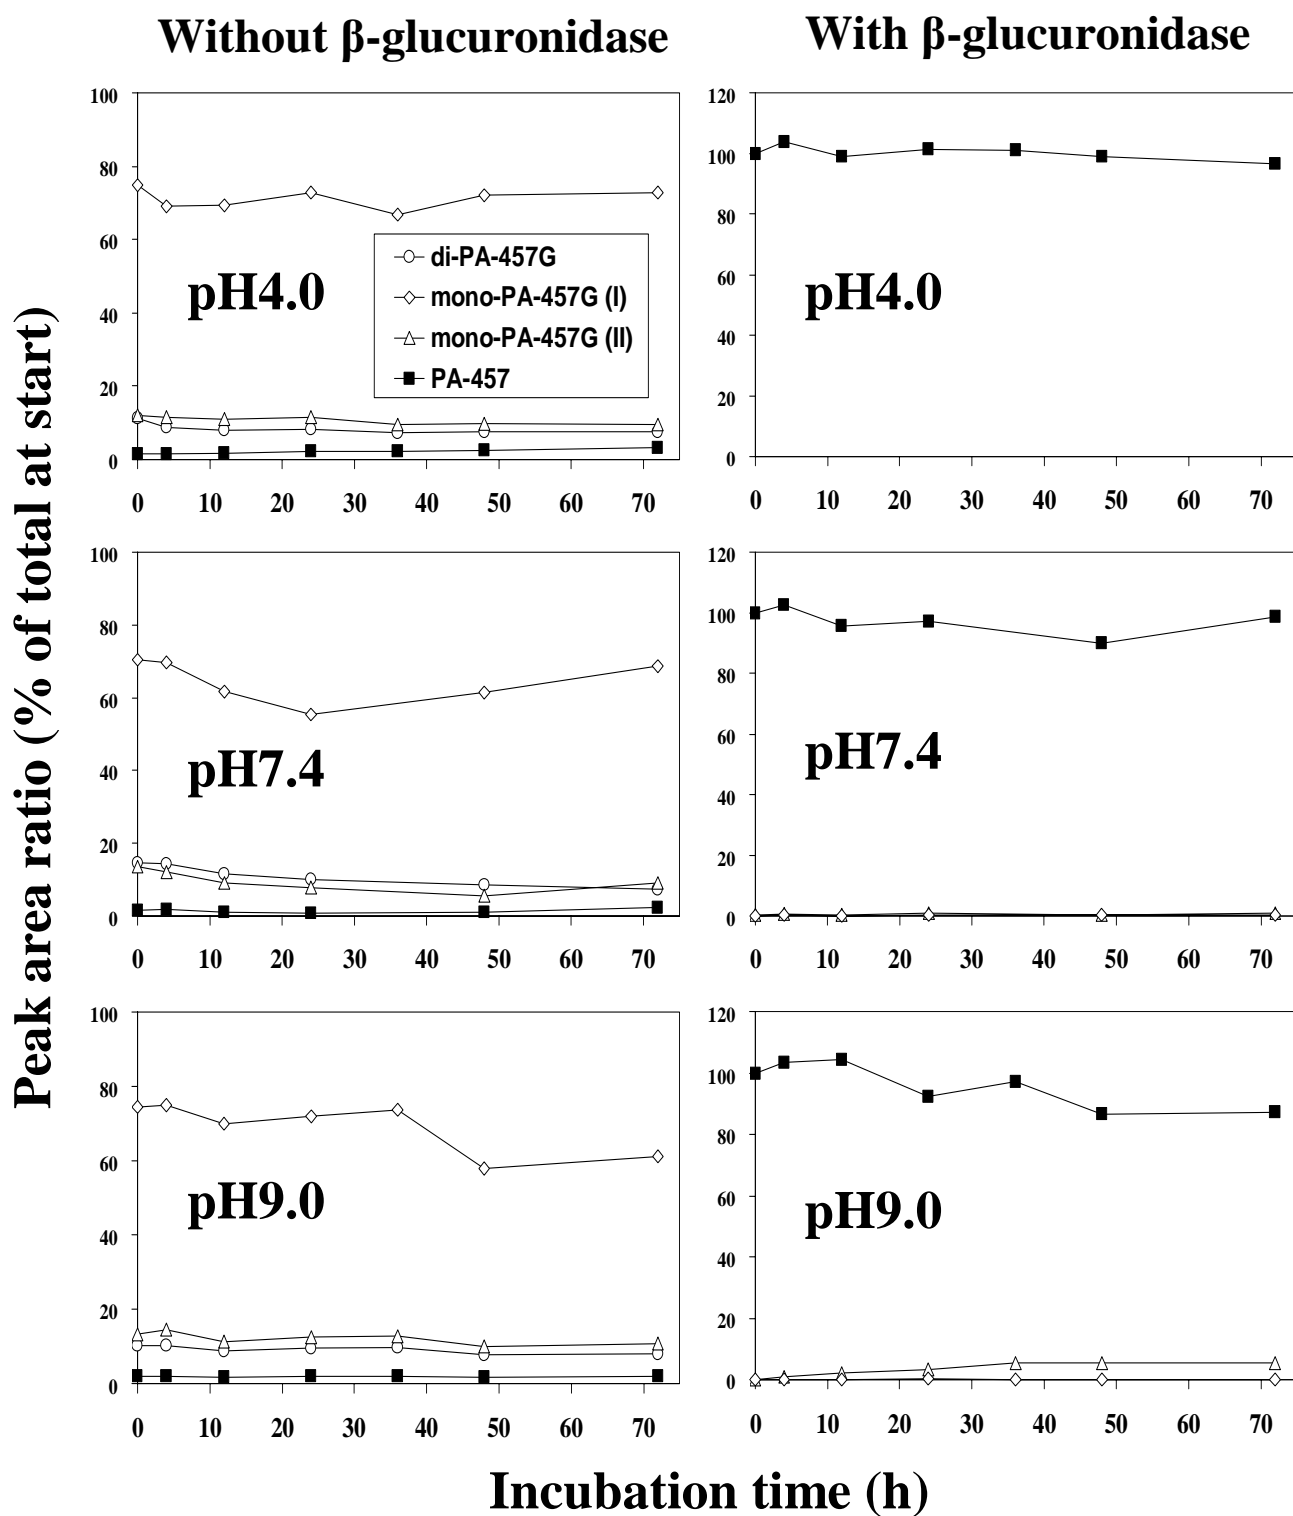 Without β-glucuronidase
With β-glucuronidase
Peak area ratio (% of total at start)
100
80
60
40
20
0
0 10 20 30 40 50 60 70
pH4.0
di-PA-457G
mono-PA-457G (I)
mono-PA-457G (II)
PA-457
120
100
80
60
40
20
0
0 10 20 30 40 50 60 70
pH4.0
100
80
60
40
20
0
0 10 20 30 40 50 60 70
pH7.4
120
100
80
60
40
20
0
0 10 20 30 40 50 60 70
pH7.4
100
80
60
40
20
0
0 10 20 30 40 50 60 70
pH9.0
120
100
80
60
40
20
0
0 10 20 30 40 50 60 70
pH9.0
Incubation time (h)